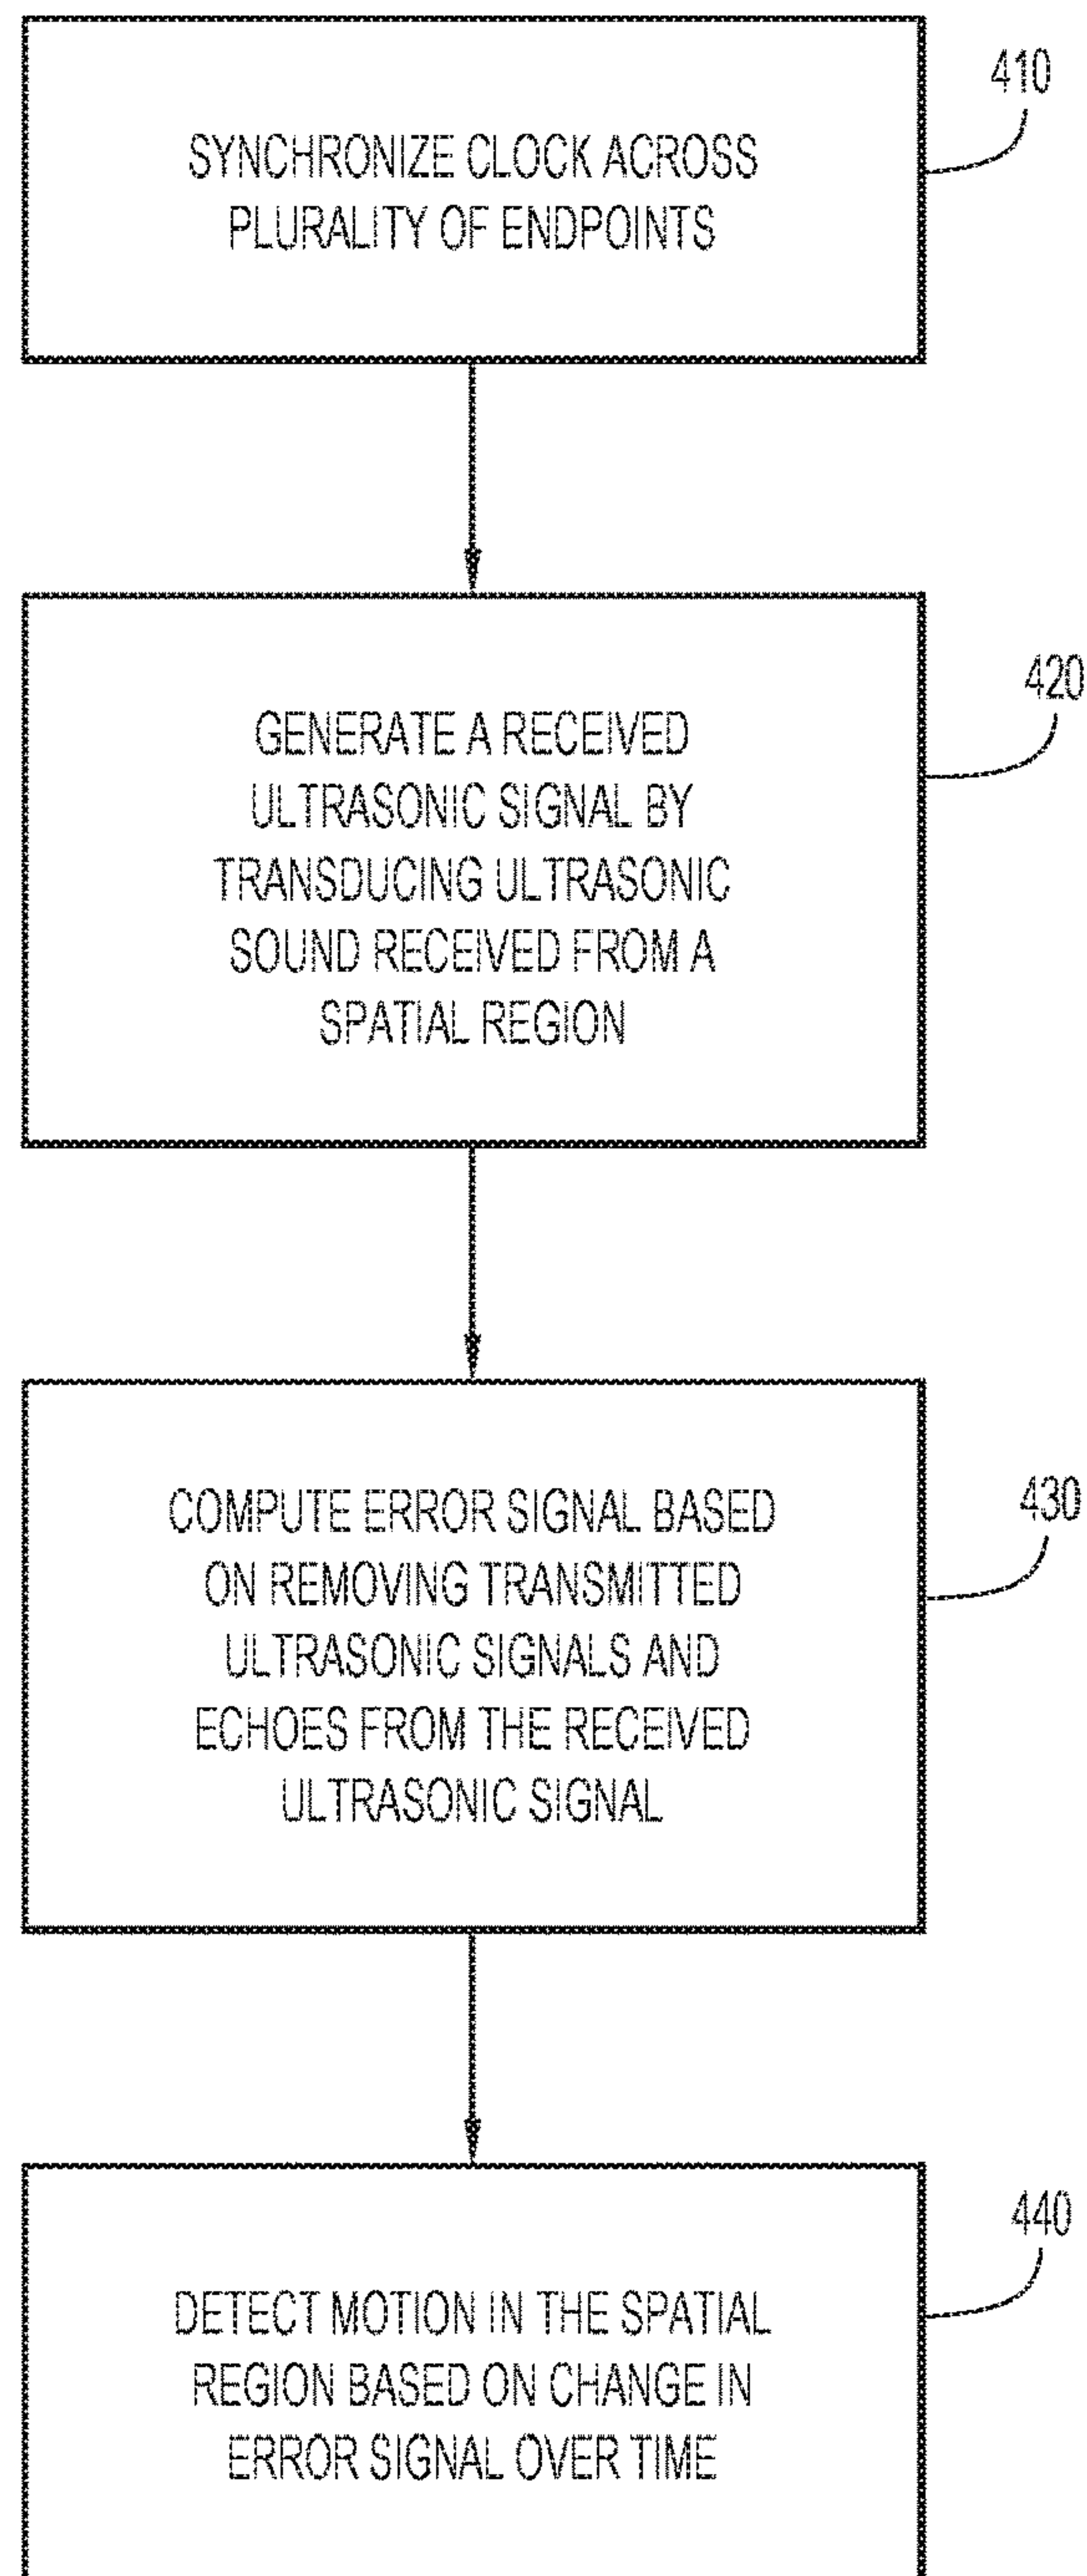 410
SYNCHRONIZE CLOCK ACROSS
PLURALITY OF ENDPOINTS
420
GENERATE A RECEIVED
ULTRASONIC SIGNAL BY
TRANSDUCING ULTRASONIC
SOUND RECEIVED FROM A
SPATIAL REGION
430
COMPUTE ERROR SIGNAL BASED
ON REMOVING TRANSMITTED
ULTRASONIC SIGNALS AND
ECHOES FROM THE RECEIVED
ULTRASONIC SIGNAL
440
DETECT MOTION IN THE SPATIAL
REGION BASED ON CHANGE IN
ERROR SIGNAL OVER TIME